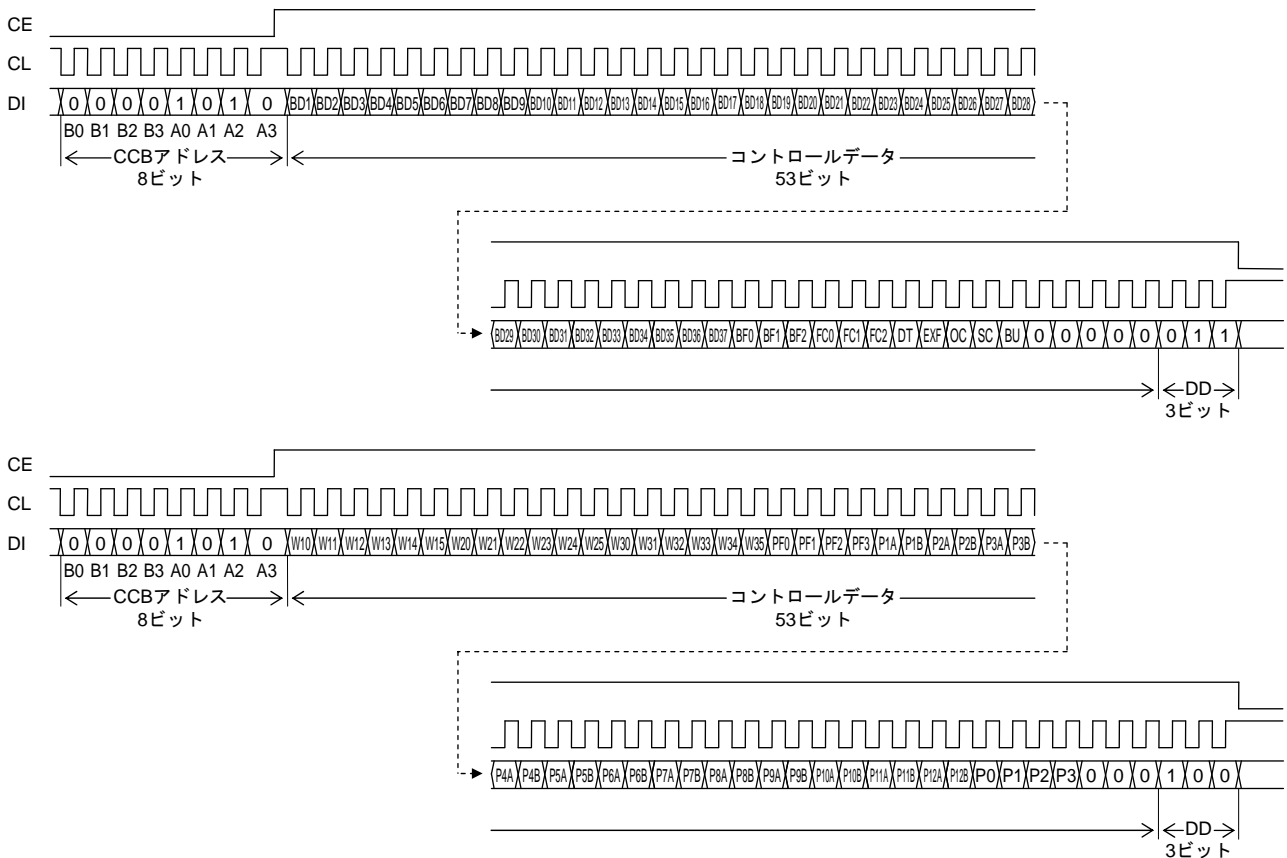 CE
CL
DI 0 0 0 0 1 0 1 0 BD1 BD2 BD3 BD4 BD5 BD6 BD7 BD8 BD9 BD10 BD11 BD12 BD13 BD14 BD15 BD16 BD17 BD18 BD19 BD20 BD21 BD22 BD23 BD24 BD25 BD26 BD27 BD28
B0 B1 B2 B3 A0 A1 A2 A3
CCBアドレス コントロールデータ
8ビット 53ビット
BD29 BD30 BD31 BD32 BD33 BD34 BD35 BD36 BD37 BF0 BF1 BF2 FC0 FC1 FC2 DT EXF OC SC BU 0 0 0 0 0 0 1 1
DD
3ビット
CE
CL
DI 0 0 0 0 1 0 1 0 W10 W11 W12 W13 W14 W15 W20 W21 W22 W23 W24 W25 W30 W31 W32 W33 W34 W35 PF0 PF1 PF2 PF3 P1A P1B P2A P2B P3A P3B
B0 B1 B2 B3 A0 A1 A2 A3
CCBアドレス コントロールデータ
8ビット 53ビット
P4A P4B P5A P5B P6A P6B P7A P7B P8A P8B P9A P9B P10A P10B P11A P11B P12A P12B P0 P1 P2 P3 0 0 0 1 0 0
DD
3ビット